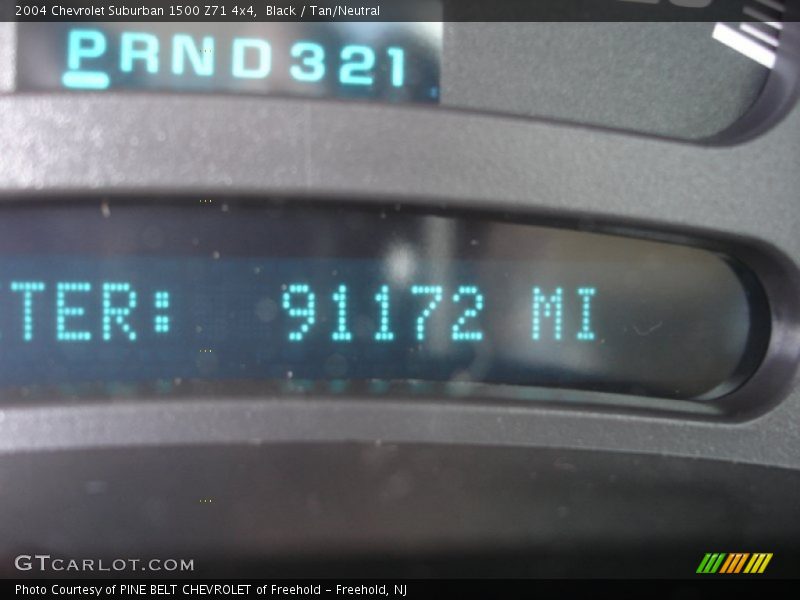 2004 Chevrolet Suburban 1500 Z71 4x4, Black / Tan/Neutral
PRND321
TER: 91172 MI
GTCARLOT.COM
Photo Courtesy of PINE BELT CHEVROLET of Freehold - Freehold, NJ